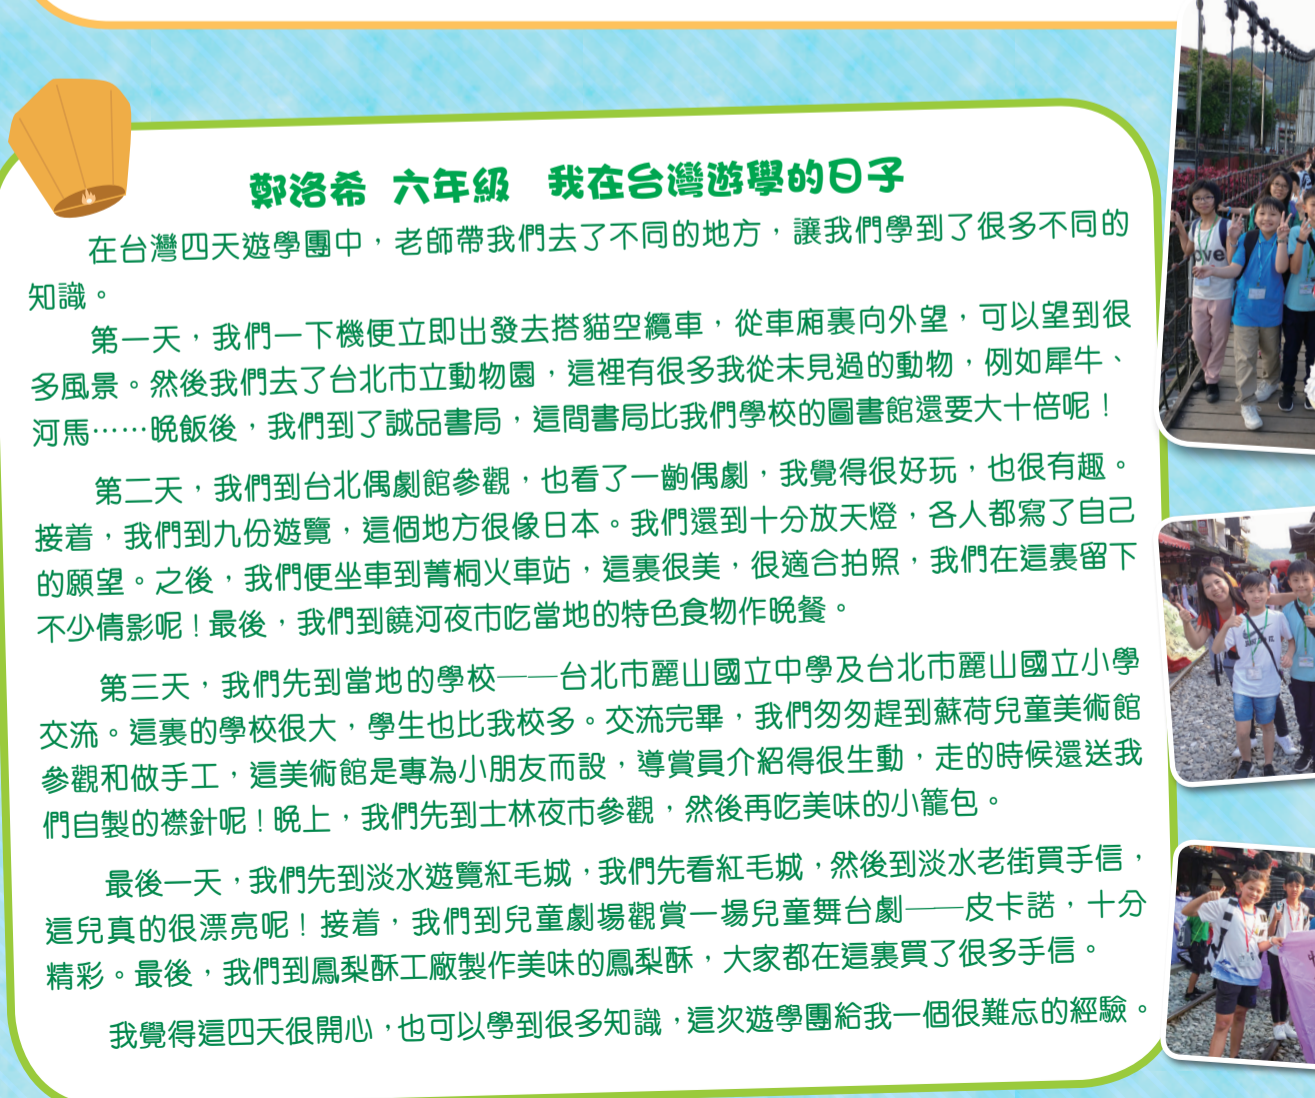 鄭洛希 六年級 我在台灣遊學的日子
在台灣四天遊學團中，老師帶我們去了不同的地方，讓我們學到了很多不同的
知識。
第一天，我們一下機便立即出發去搭貓空纜車，從車廂裏向外望，可以望到很
多風景。然後我們去了台北市立動物園，這裡有很多我從未見過的動物，例如犀牛、
河馬……晚飯後，我們到了誠品書局，這間書局比我們學校的圖書館還要大十倍呢！
第二天，我們到台北偶劇館參觀，也看了一齣偶劇，我覺得很好玩，也很有趣。
接着，我們到九份遊覽，這個地方很像日本。我們還到十分放天燈，各人都寫了自己
的願望。之後，我們便坐車到菁桐火車站，這裏很美，很適合拍照，我們在這裏留下
不少倩影呢！最後，我們到饒河夜市吃當地的特色食物作晚餐。
第三天，我們先到當地的學校——台北市麗山國立中學及台北市麗山國立小學
交流。這裏的學校很大，學生也比我校多。交流完畢，我們匆匆趕到蘇荷兒童美術館
參觀和做手工，這美術館是專為小朋友而設，導賞員介紹得很生動，走的時候還送我
們自製的襟針呢！晚上，我們先到士林夜市參觀，然後再吃美味的小籠包。
最後一天，我們先到淡水遊覽紅毛城，我們先看紅毛城，然後到淡水老街買手信，
這兒真的很漂亮呢！接着，我們到兒童劇場觀賞一場兒童舞台劇——皮卡諾，十分
精彩。最後，我們到鳳梨酥工廠製作美味的鳳梨酥，大家都在這裏買了很多手信。
我覺得這四天很開心，也可以學到很多知識，這次遊學團給我一個很難忘的經驗。